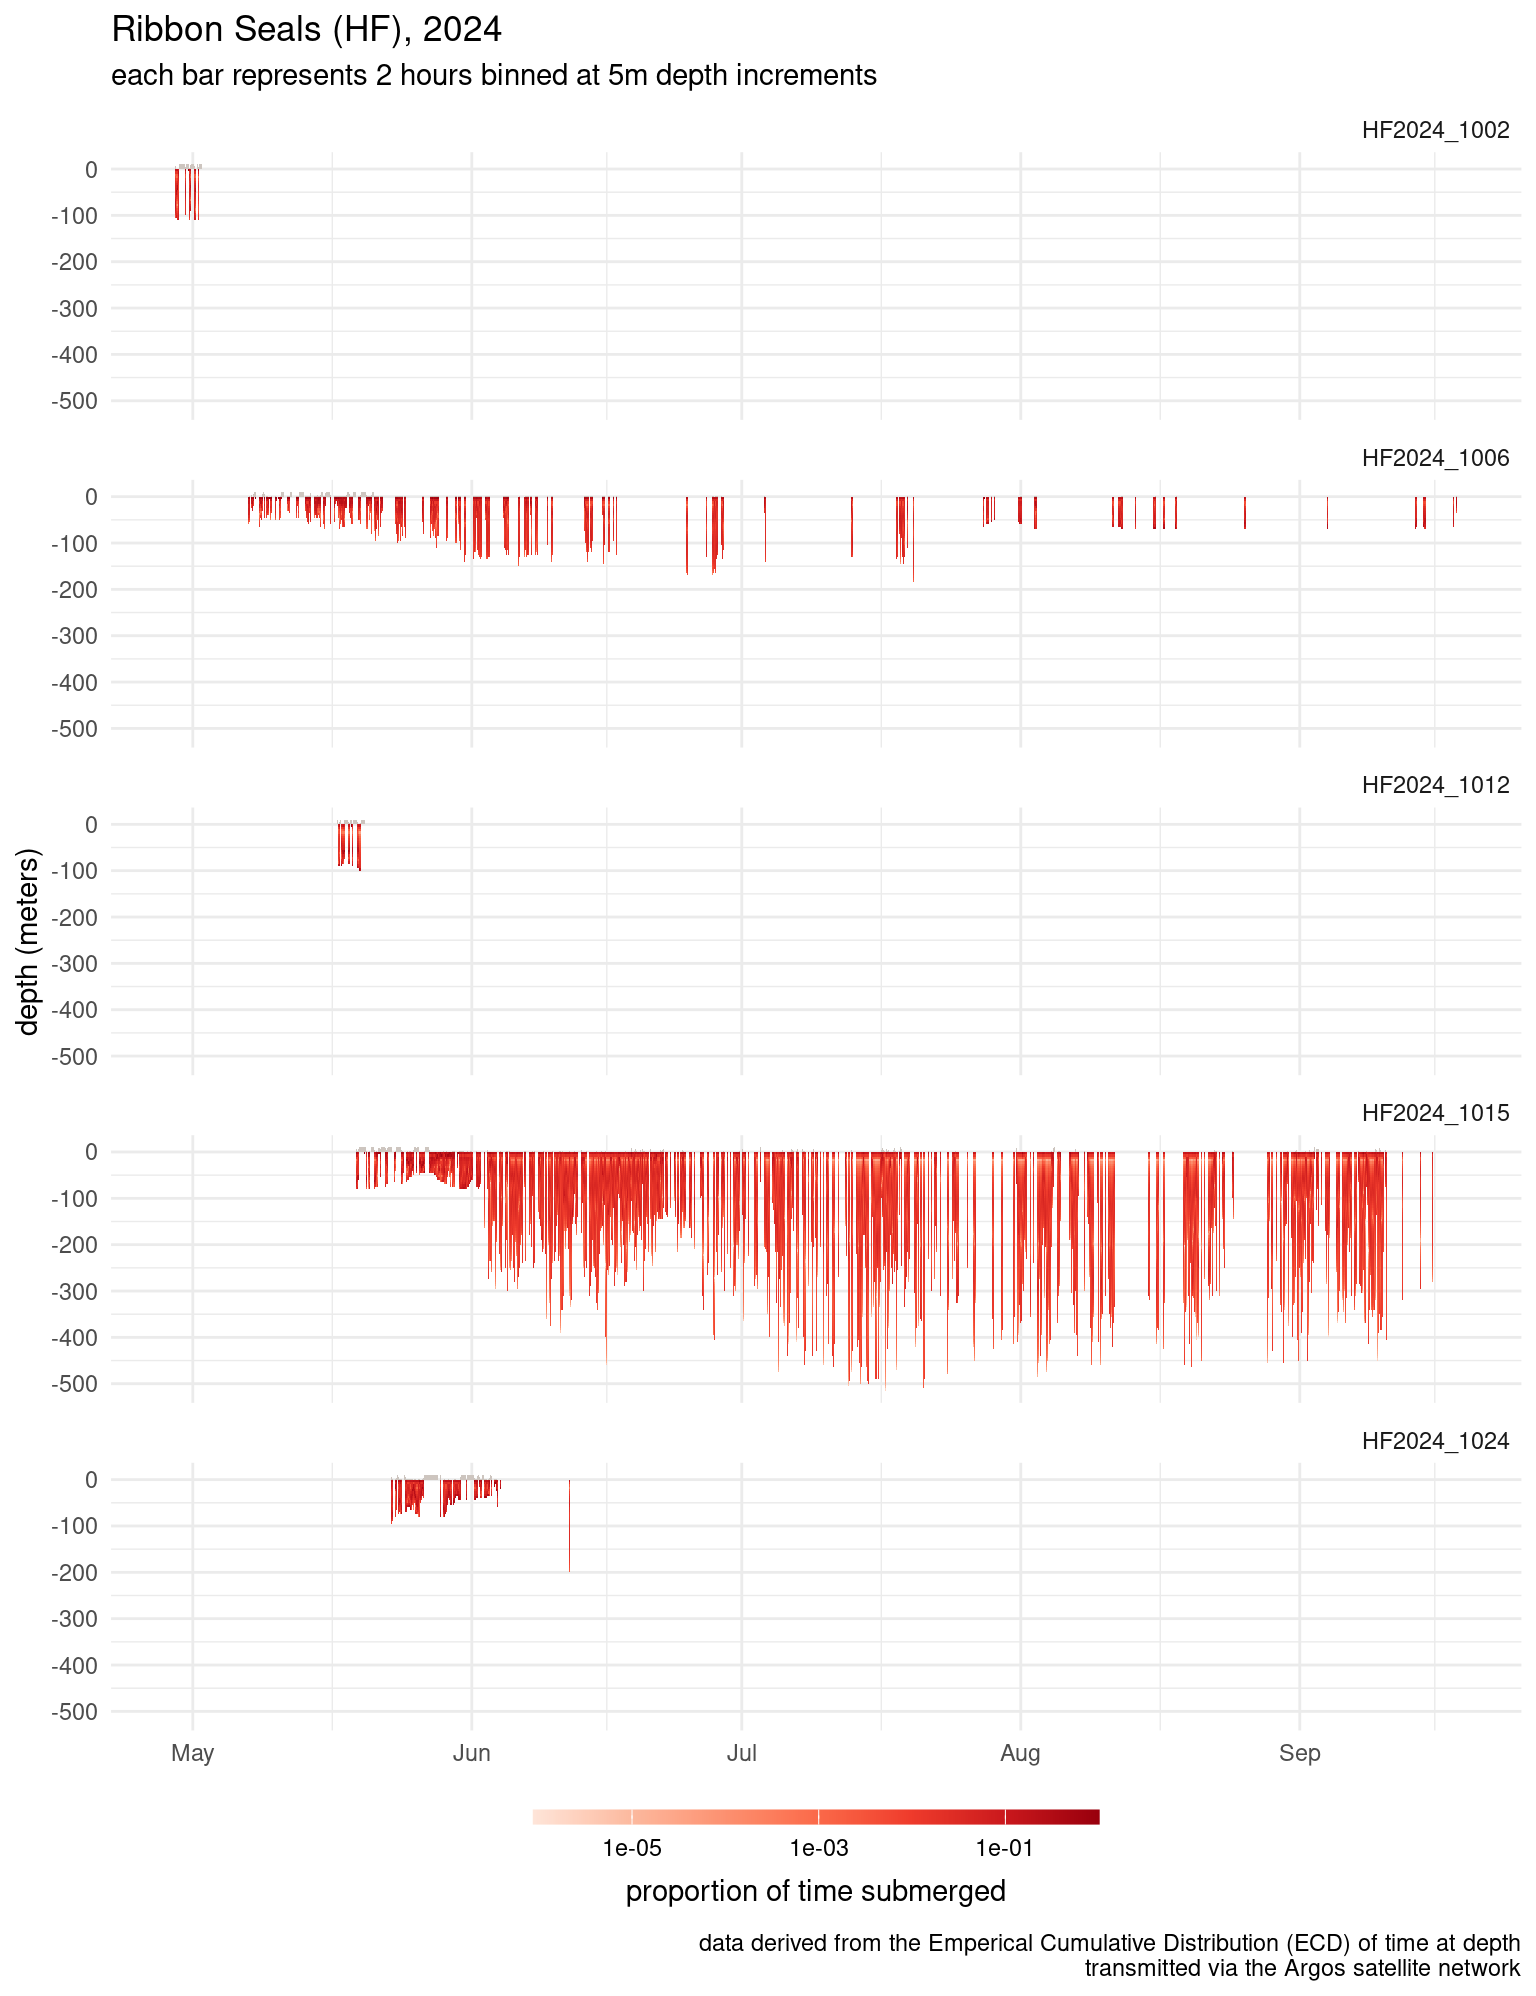 Ribbon Seals (HF), 2024
each bar represents 2 hours binned at 5m depth increments
HF2024_1002
0
-100
-200
-300
-400
-500
HF2024_1006
0
-100
-200
-300
-400
-500
HF2024_1012
0
-100
-200
-300
-400
-500
depth (meters)
HF2024_1015
0
-100
-200
-300
-400
-500
HF2024_1024
0
-100
-200
-300
-400
-500
May Jun Jul Aug Sep
1e-05 1e-03 1e-01
proportion of time submerged
data derived from the Emperical Cumulative Distribution (ECD) of time at depth
transmitted via the Argos satellite network